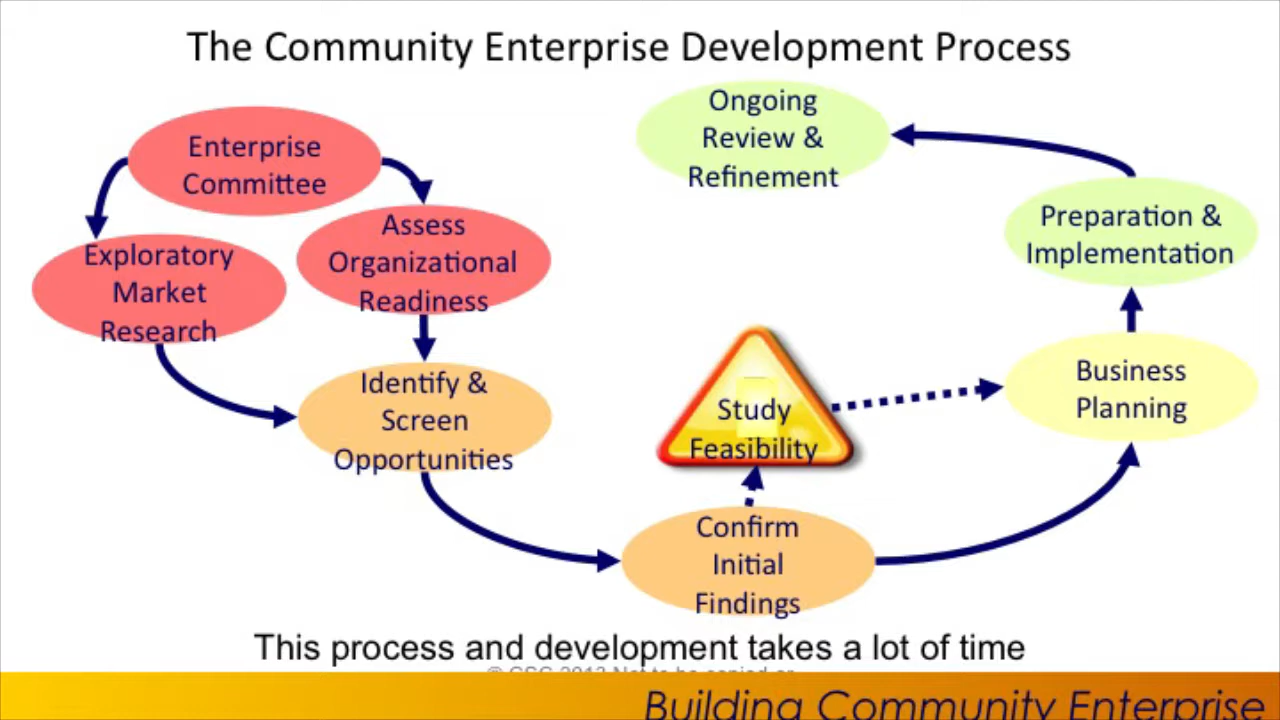 The Community Enterprise Development Process
Enterprise
Committee
Exploratory
Market
Research
Assess
Organizational
Readiness
Identify &
Screen
Opportunities
Confirm
Initial
Findings
Study
Feasibility
Business
Planning
Preparation &
Implementation
Ongoing
Review &
Refinement
This process and development takes a lot of time
Building Community Enterprise